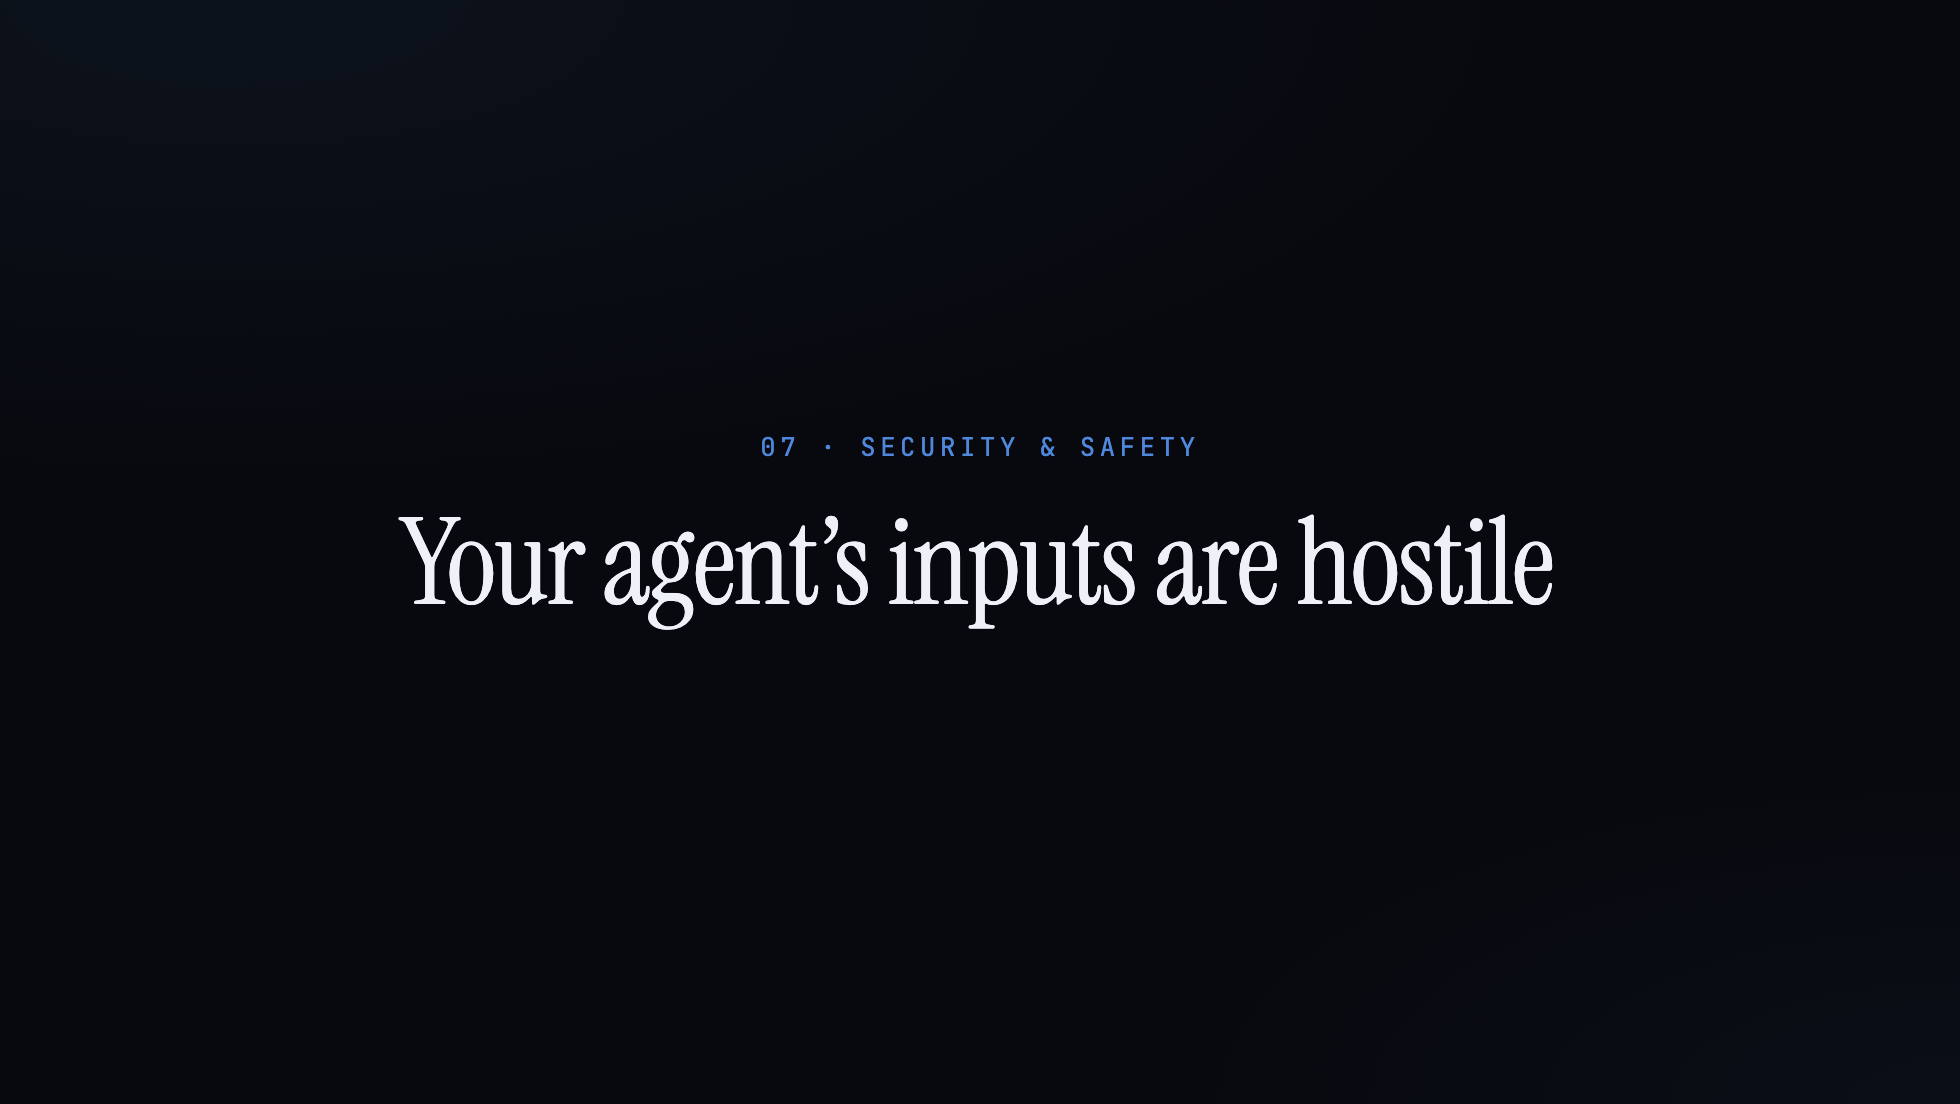 07 · SECURITY & SAFETY
Your agent’s inputs are hostile